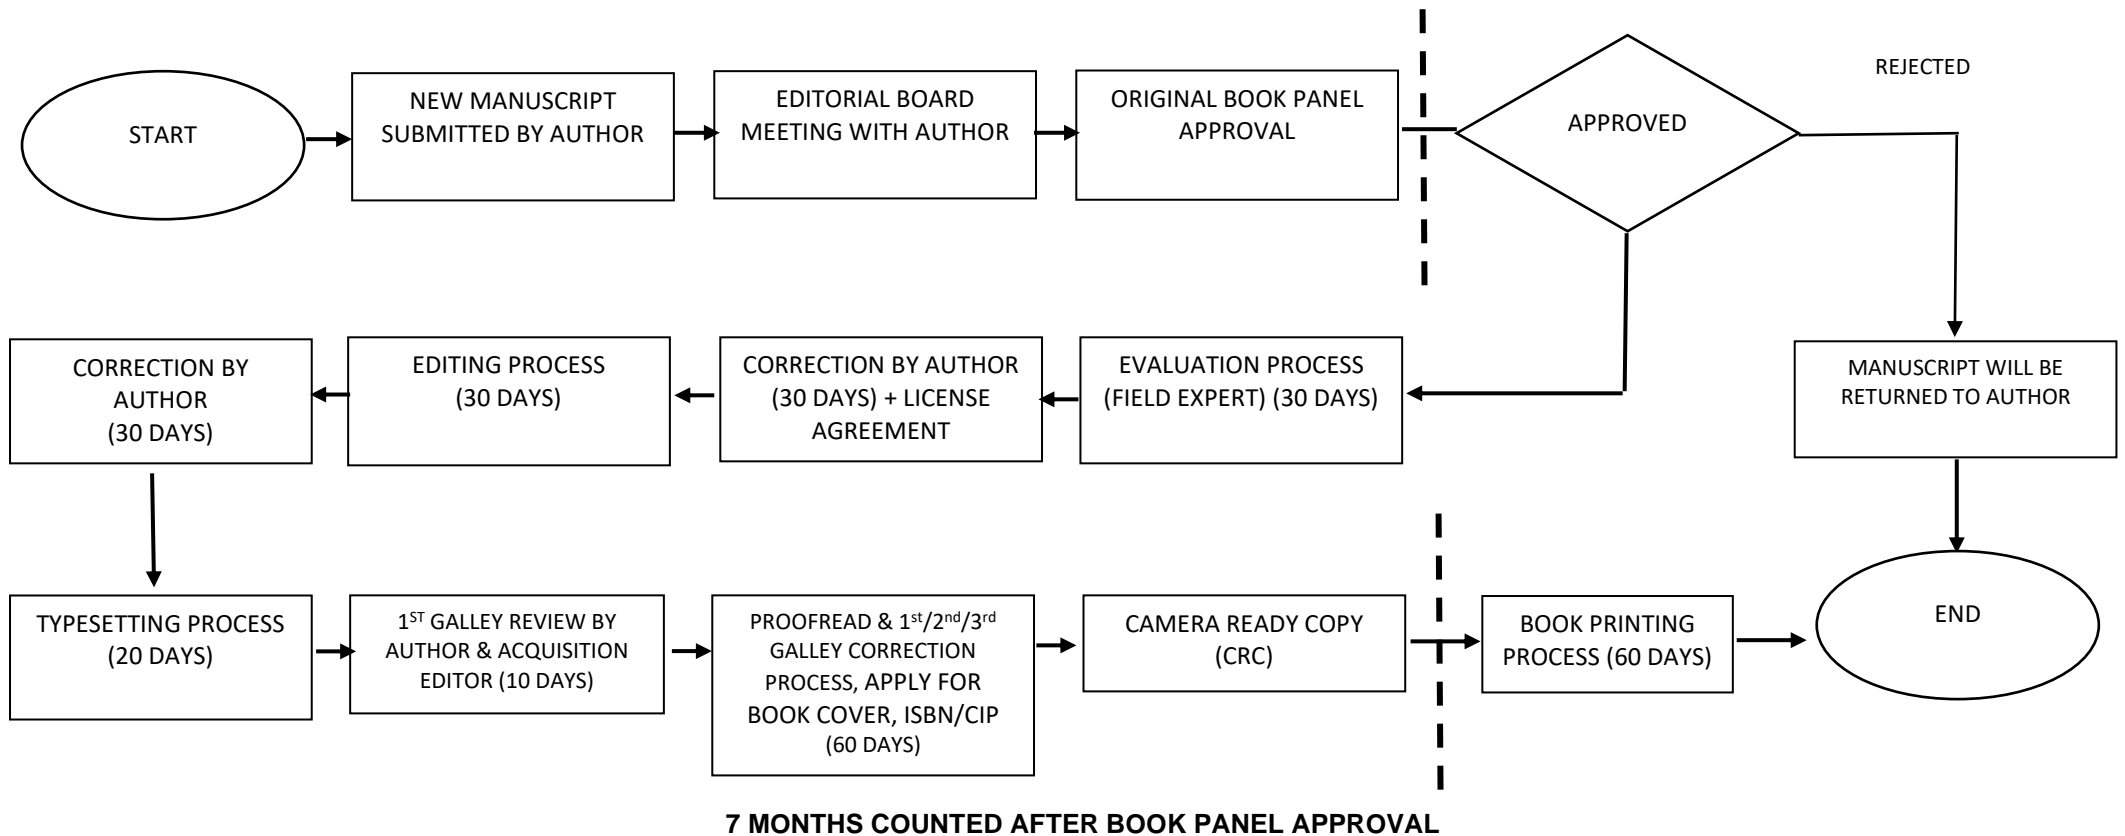 START
NEW MANUSCRIPT
SUBMITTED BY AUTHOR
EDITORIAL BOARD
MEETING WITH AUTHOR
ORIGINAL BOOK PANEL
APPROVAL
APPROVED
REJECTED
CORRECTION BY
AUTHOR
(30 DAYS)
EDITING PROCESS
(30 DAYS)
CORRECTION BY AUTHOR
(30 DAYS) + LICENSE
AGREEMENT
EVALUATION PROCESS
(FIELD EXPERT) (30 DAYS)
MANUSCRIPT WILL BE
RETURNED TO AUTHOR
TYPESETTING PROCESS
(20 DAYS)
1ST GALLEY REVIEW BY
AUTHOR & ACQUISITION
EDITOR (10 DAYS)
PROOFREAD & 1st/2nd/3rd
GALLEY CORRECTION
PROCESS, APPLY FOR
BOOK COVER, ISBN/CIP
(60 DAYS)
CAMERA READY COPY
(CRC)
BOOK PRINTING
PROCESS (60 DAYS)
END
7 MONTHS COUNTED AFTER BOOK PANEL APPROVAL